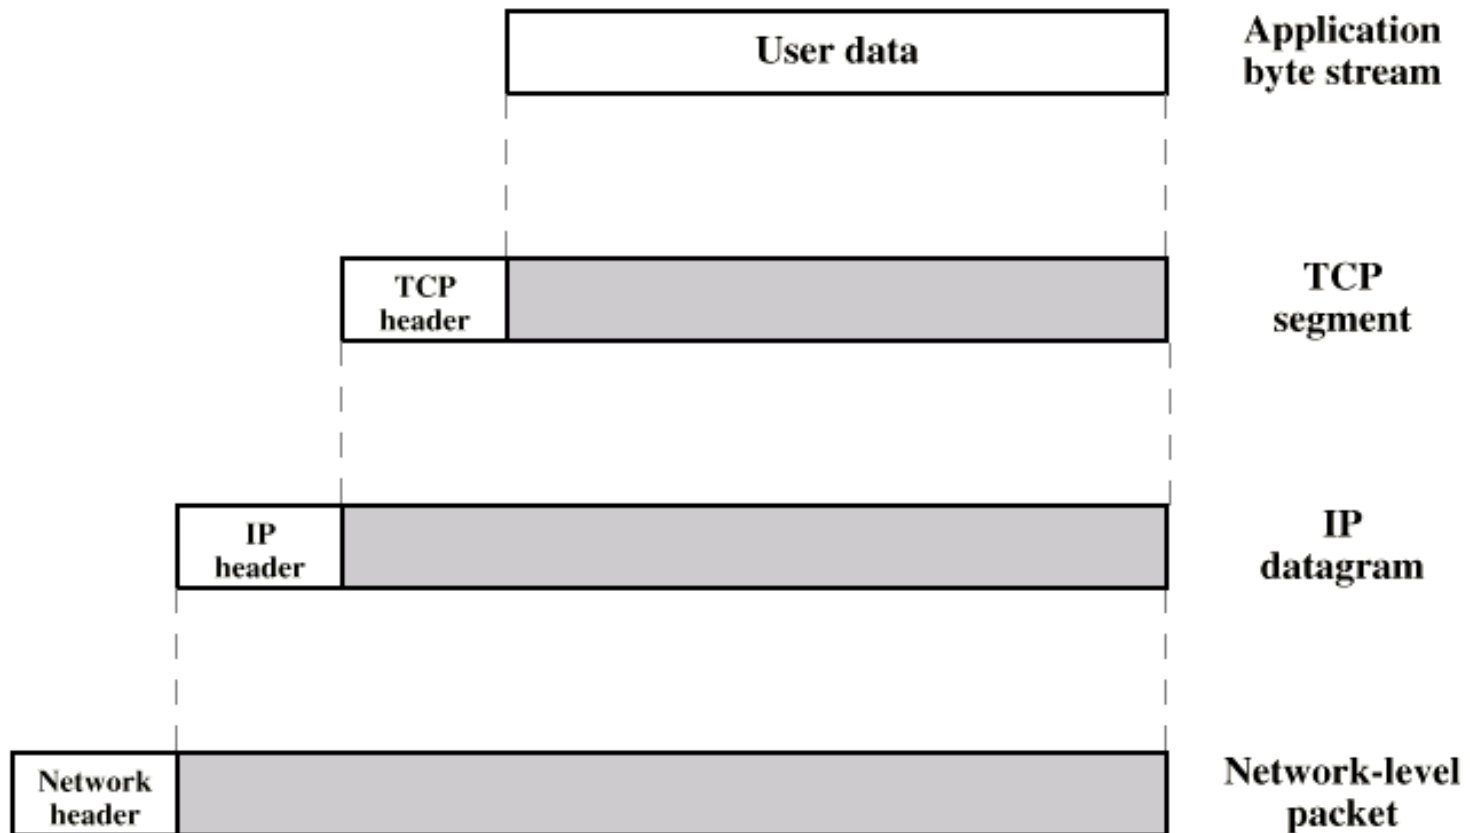 User data
Application
byte stream
TCP
header
TCP
segment
IP
header
IP
datagram
Network
header
Network-level
packet